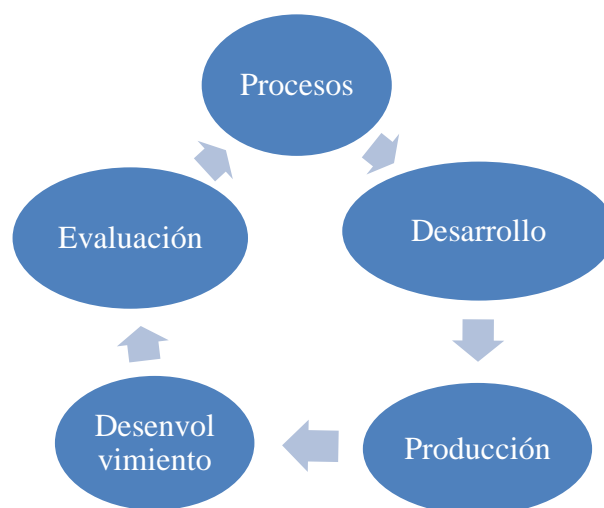 Procesos
Desarrollo
Producción
Desenvol
vimiento
Evaluación